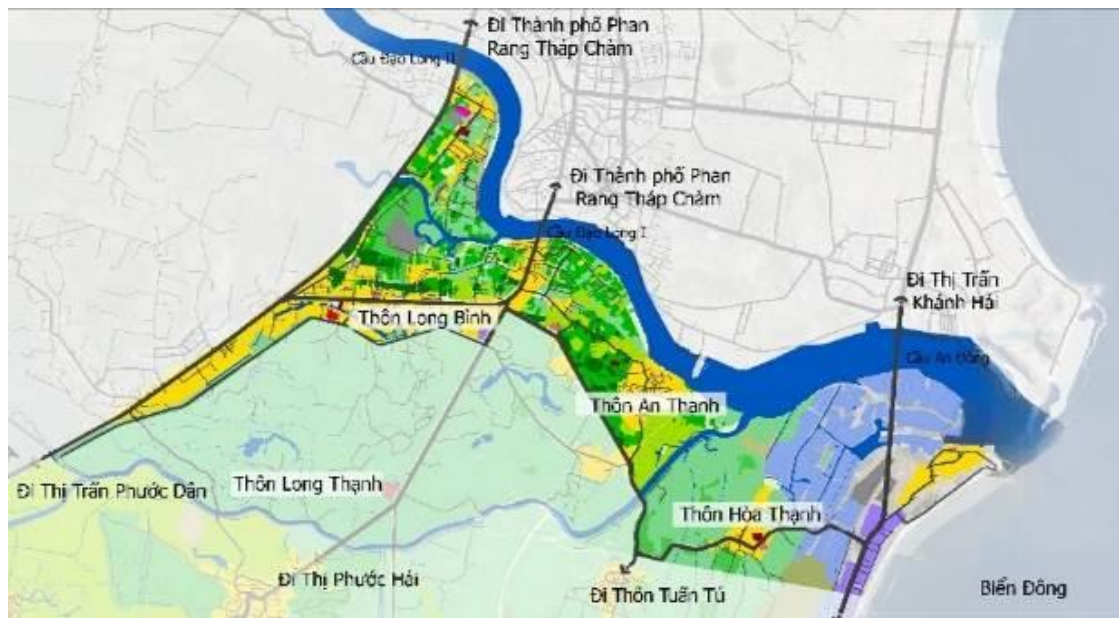 Đi Thành phố Phan
Rang Tháp Chàm
Cầu Đạo Long II
Đi Thành phố Phan
Rang Tháp Chàm
Cầu Đạo Long I
Đi Thị Trấn
Khánh Hải
Thôn Long Bình
Cầu An Đông
Thôn An Thanh
Đi Thị Trấn Phước Dân
Thôn Long Thạnh
Thôn Hòa Thạnh
Đi Thị Phước Hải
Đi Thôn Tuấn Tú
Biển Đông